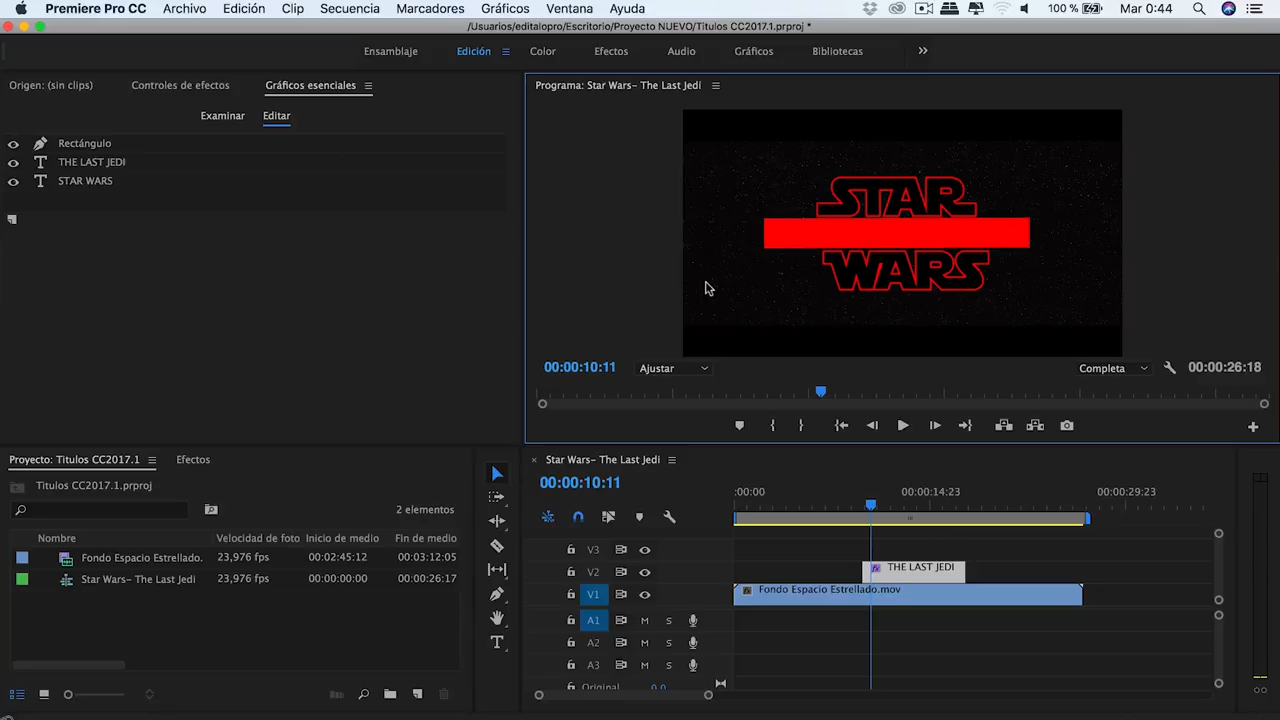 Premiere Pro CC Archivo Edición Clip Secuencia Marcadores Gráficos Ventana Ayuda 100 % Mar 0:44
/Usuarios/editalopro/Escritorio/Proyecto NUEVO/Titulos CC2017.1.prproj *
Ensamblaje Edición Color Efectos Audio Gráficos Bibliotecas
Origen: (sin clips) Controles de efectos Gráficos esenciales
Programa: Star Wars- The Last Jedi
Examinar Editar
Rectángulo
THE LAST JEDI
STAR WARS
STAR
WARS
00:00:10:11 Ajustar Completa 00:00:26:18
Proyecto: Titulos CC2017.1 Efectos
Titulos CC2017.1.prproj
2 elementos
Nombre Velocidad de foto Inicio de medio Fin de medio
Fondo Espacio Estrellado. 23,976 fps 00:02:45:12 00:03:12:05
Star Wars- The Last Jedi 23,976 fps 00:00:00:00 00:00:26:17
× Star Wars- The Last Jedi
00:00:10:11
:00:00 00:00:14:23 00:00:29:23
V3
V2 fx THE LAST JEDI
V1 fx Fondo Espacio Estrellado.mov
A1 M S
A2 M S
A3 M S
Original 0,0